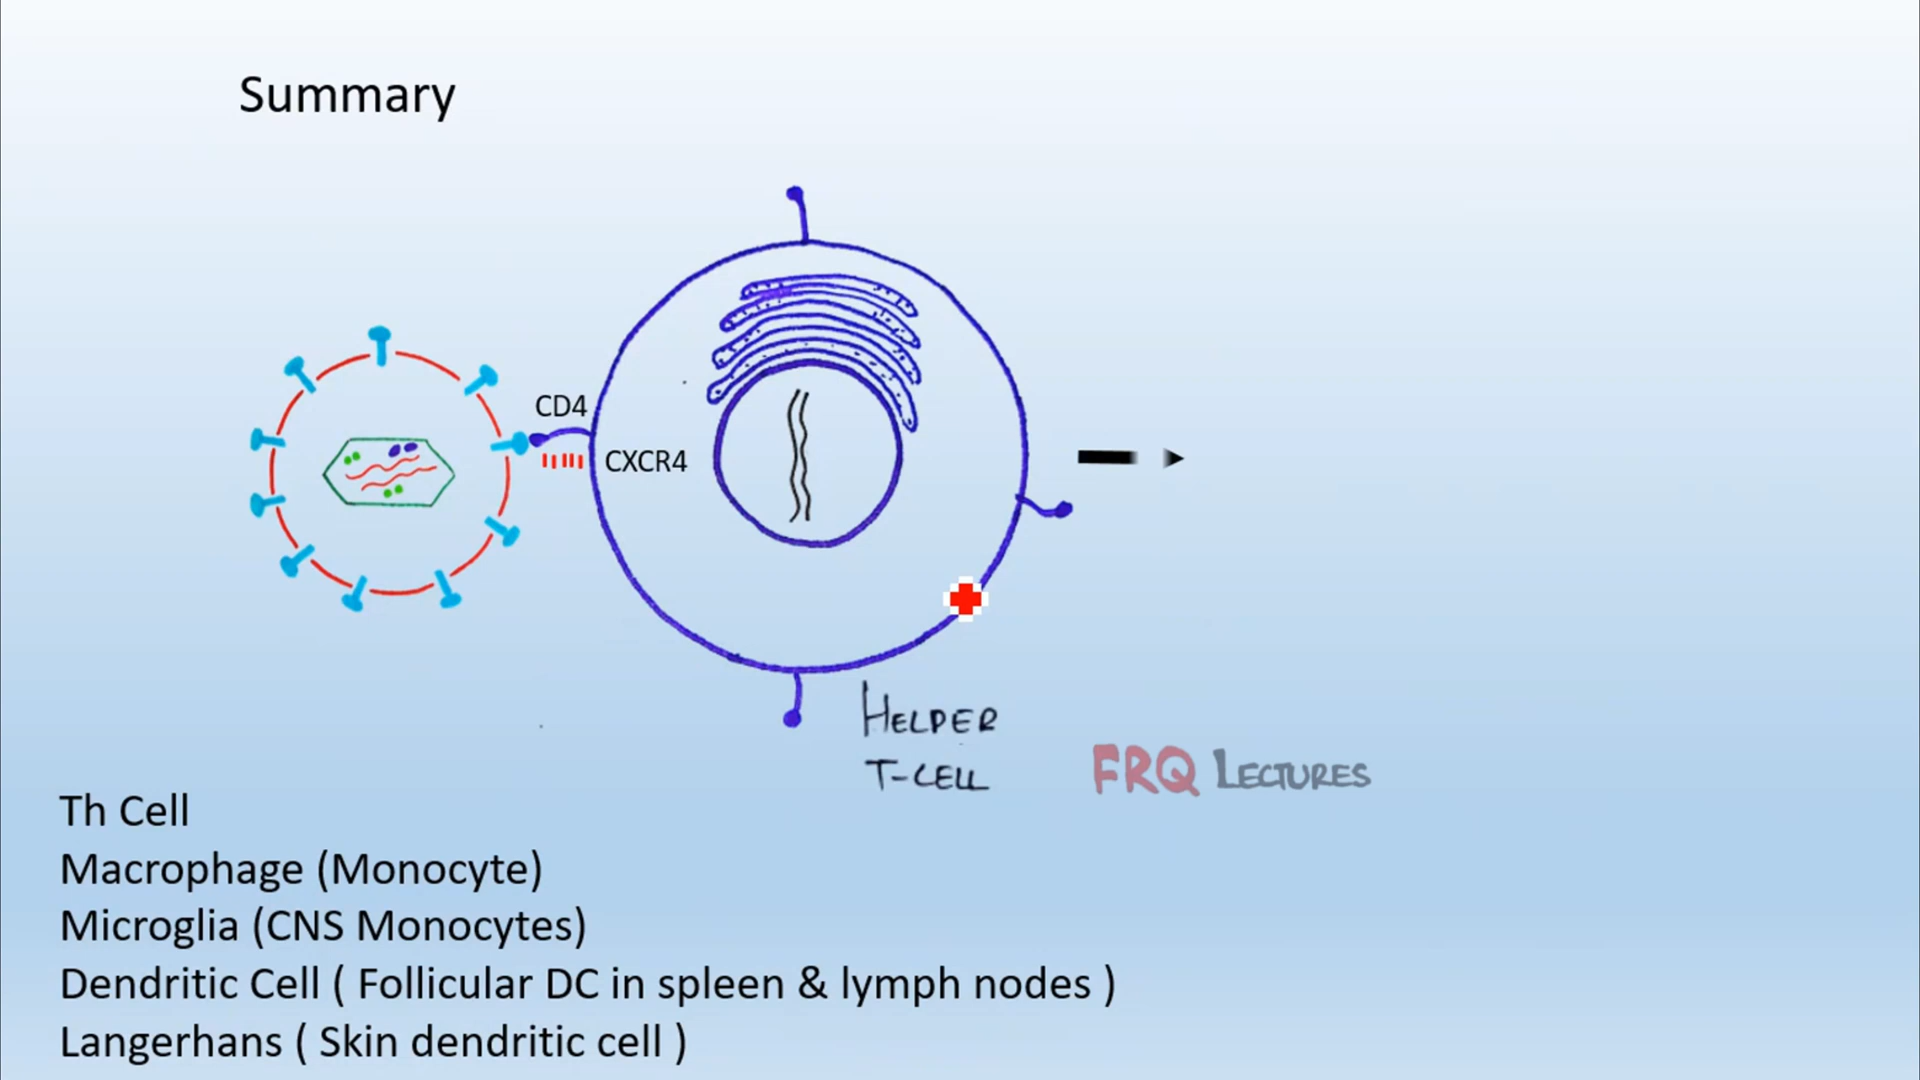 Summary
CD4
CXCR4
HELPER
T-CELL
FRQ LECTURES
Th Cell
Macrophage (Monocyte)
Microglia (CNS Monocytes)
Dendritic Cell ( Follicular DC in spleen & lymph nodes )
Langerhans ( Skin dendritic cell )